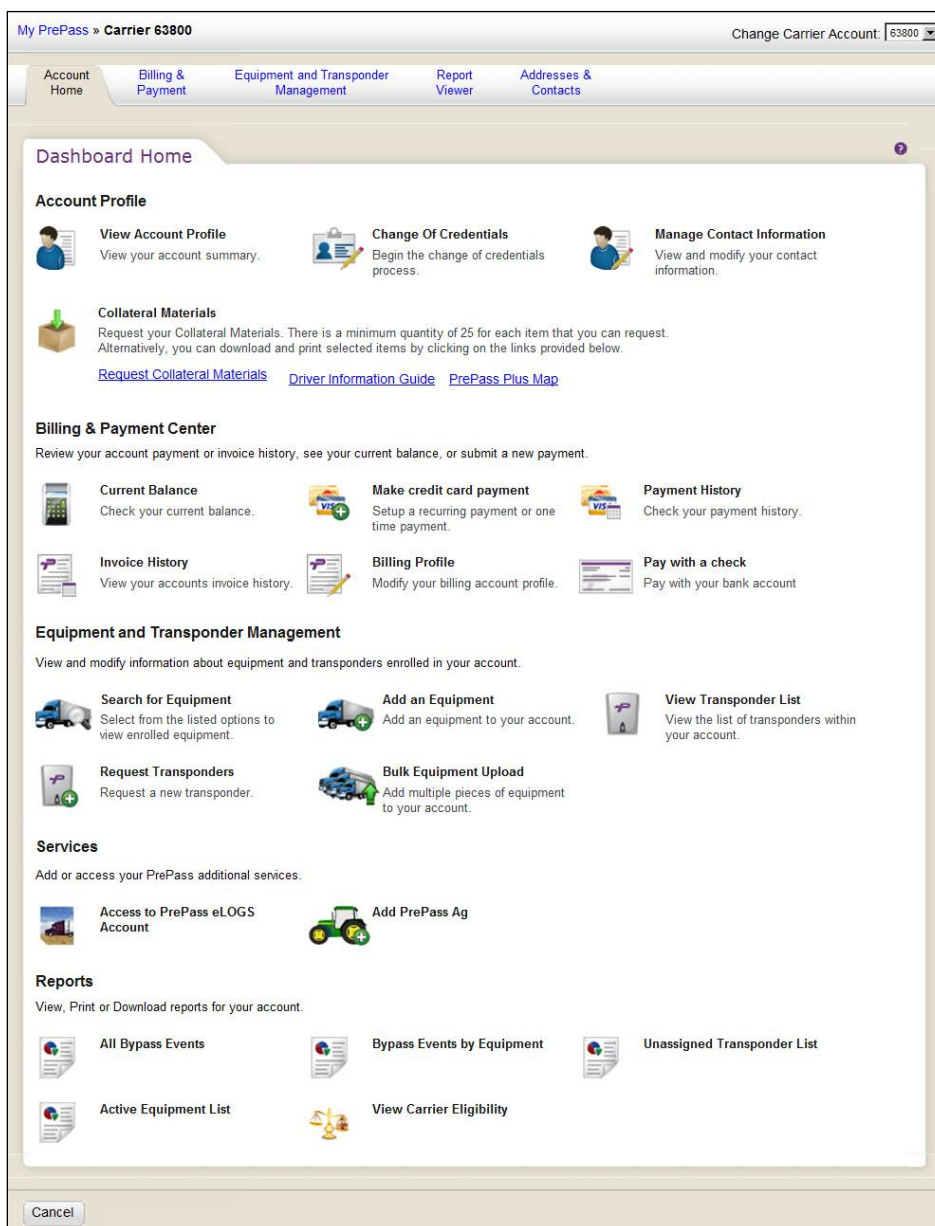 My PrePass » Carrier 63800
Change Carrier Account: 63800
Account Home
Billing & Payment
Equipment and Transponder Management
Report Viewer
Addresses & Contacts
Dashboard Home
?
Account Profile
View Account Profile
View your account summary.
Change Of Credentials
Begin the change of credentials
process.
Manage Contact Information
View and modify your contact
information.
Collateral Materials
Request your Collateral Materials. There is a minimum quantity of 25 for each item that you can request.
Alternatively, you can download and print selected items by clicking on the links provided below.
Request Collateral Materials Driver Information Guide PrePass Plus Map
Billing & Payment Center
Review your account payment or invoice history, see your current balance, or submit a new payment.
Current Balance
Check your current balance.
VIS
Make credit card payment
Setup a recurring payment or one
time payment.
VIS
Payment History
Check your payment history.
Invoice History
View your accounts invoice history.
Billing Profile
Modify your billing account profile.
Pay with a check
Pay with your bank account
Equipment and Transponder Management
View and modify information about equipment and transponders enrolled in your account.
Search for Equipment
Select from the listed options to
view enrolled equipment.
Add an Equipment
Add an equipment to your account.
View Transponder List
View the list of transponders within
your account.
Request Transponders
Request a new transponder.
Bulk Equipment Upload
Add multiple pieces of equipment
to your account.
Services
Add or access your PrePass additional services.
Access to PrePass eLOGS
Account
Add PrePass Ag
Reports
View, Print or Download reports for your account.
All Bypass Events
Bypass Events by Equipment
Unassigned Transponder List
Active Equipment List
View Carrier Eligibility
Cancel